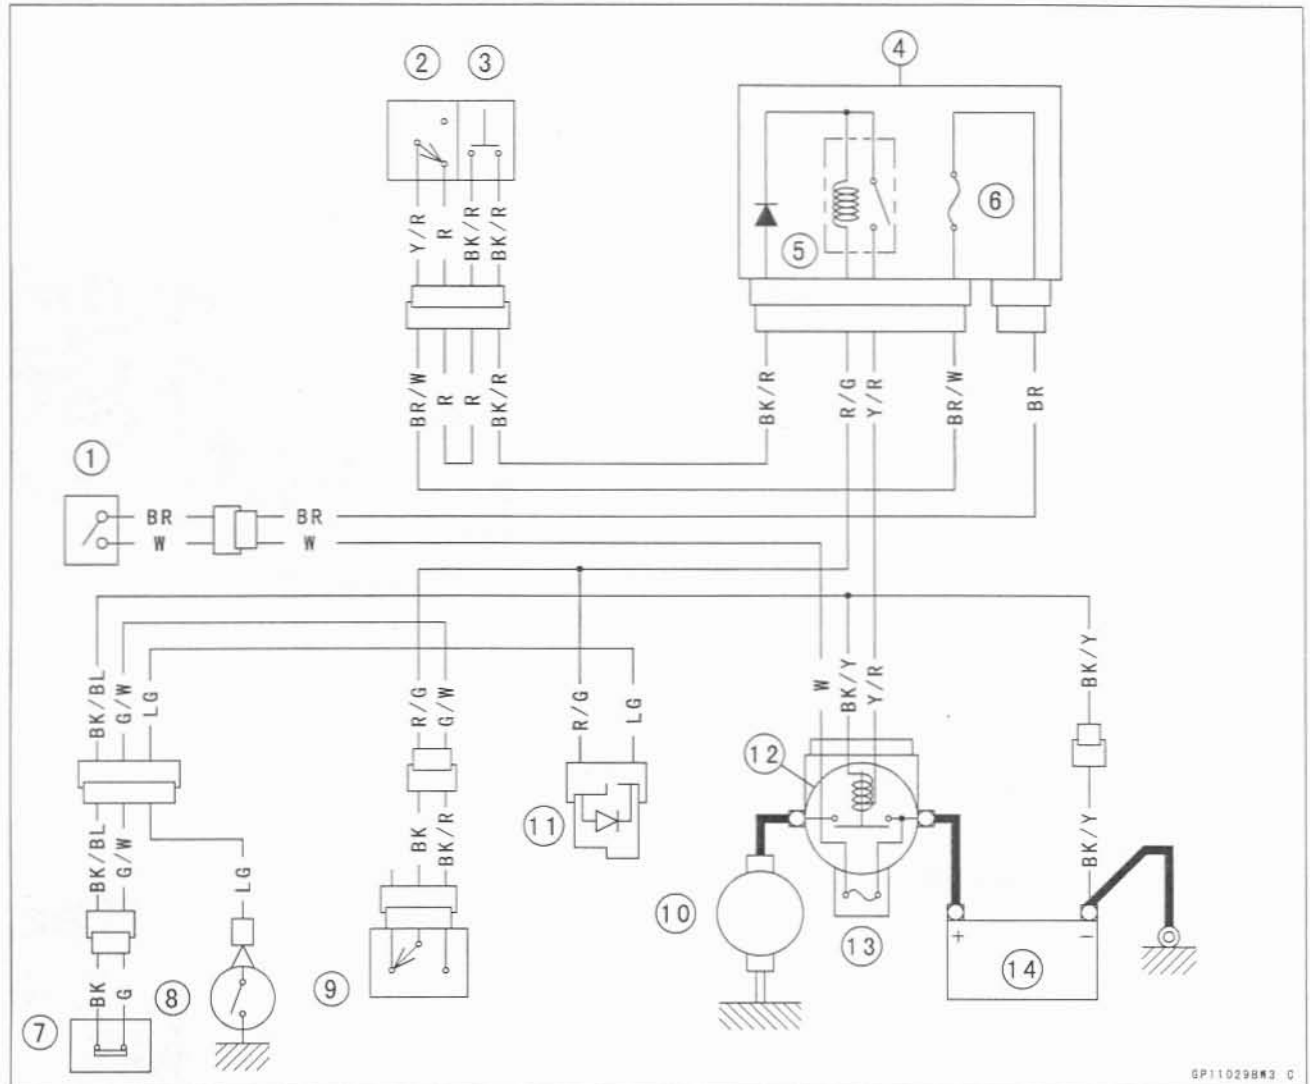 2 3 4
5 6
Y/R R BK/R BK/R
BR/W R R BK/R
BK/R R/G Y/R BR/W BR
1
BR BR
W W
BK/BL G/W LG
R/G G/W
R/G LG
W BK/Y Y/R
BK/Y
12
11
BK/BL G/W
LG
BK BK/R
BK/Y
10
13
+ −
14
9
8
BK G
7
GP110298W3 C